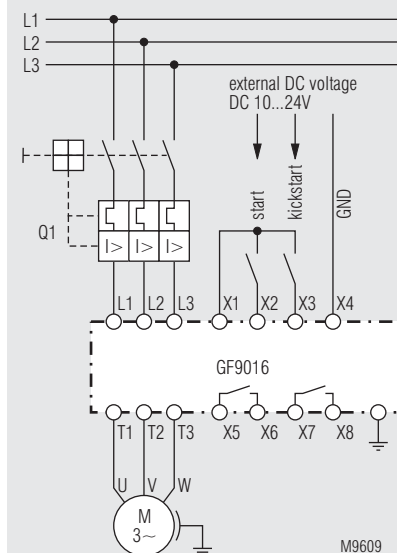 L1
L2
L3
external DC voltage
DC 10...24V
start
kickstart
GND
Q1
I> I> I>
L1 L2 L3 X1 X2 X3 X4
GF9016
T1 T2 T3 X5 X6 X7 X8
U V W
M
3~
M9609